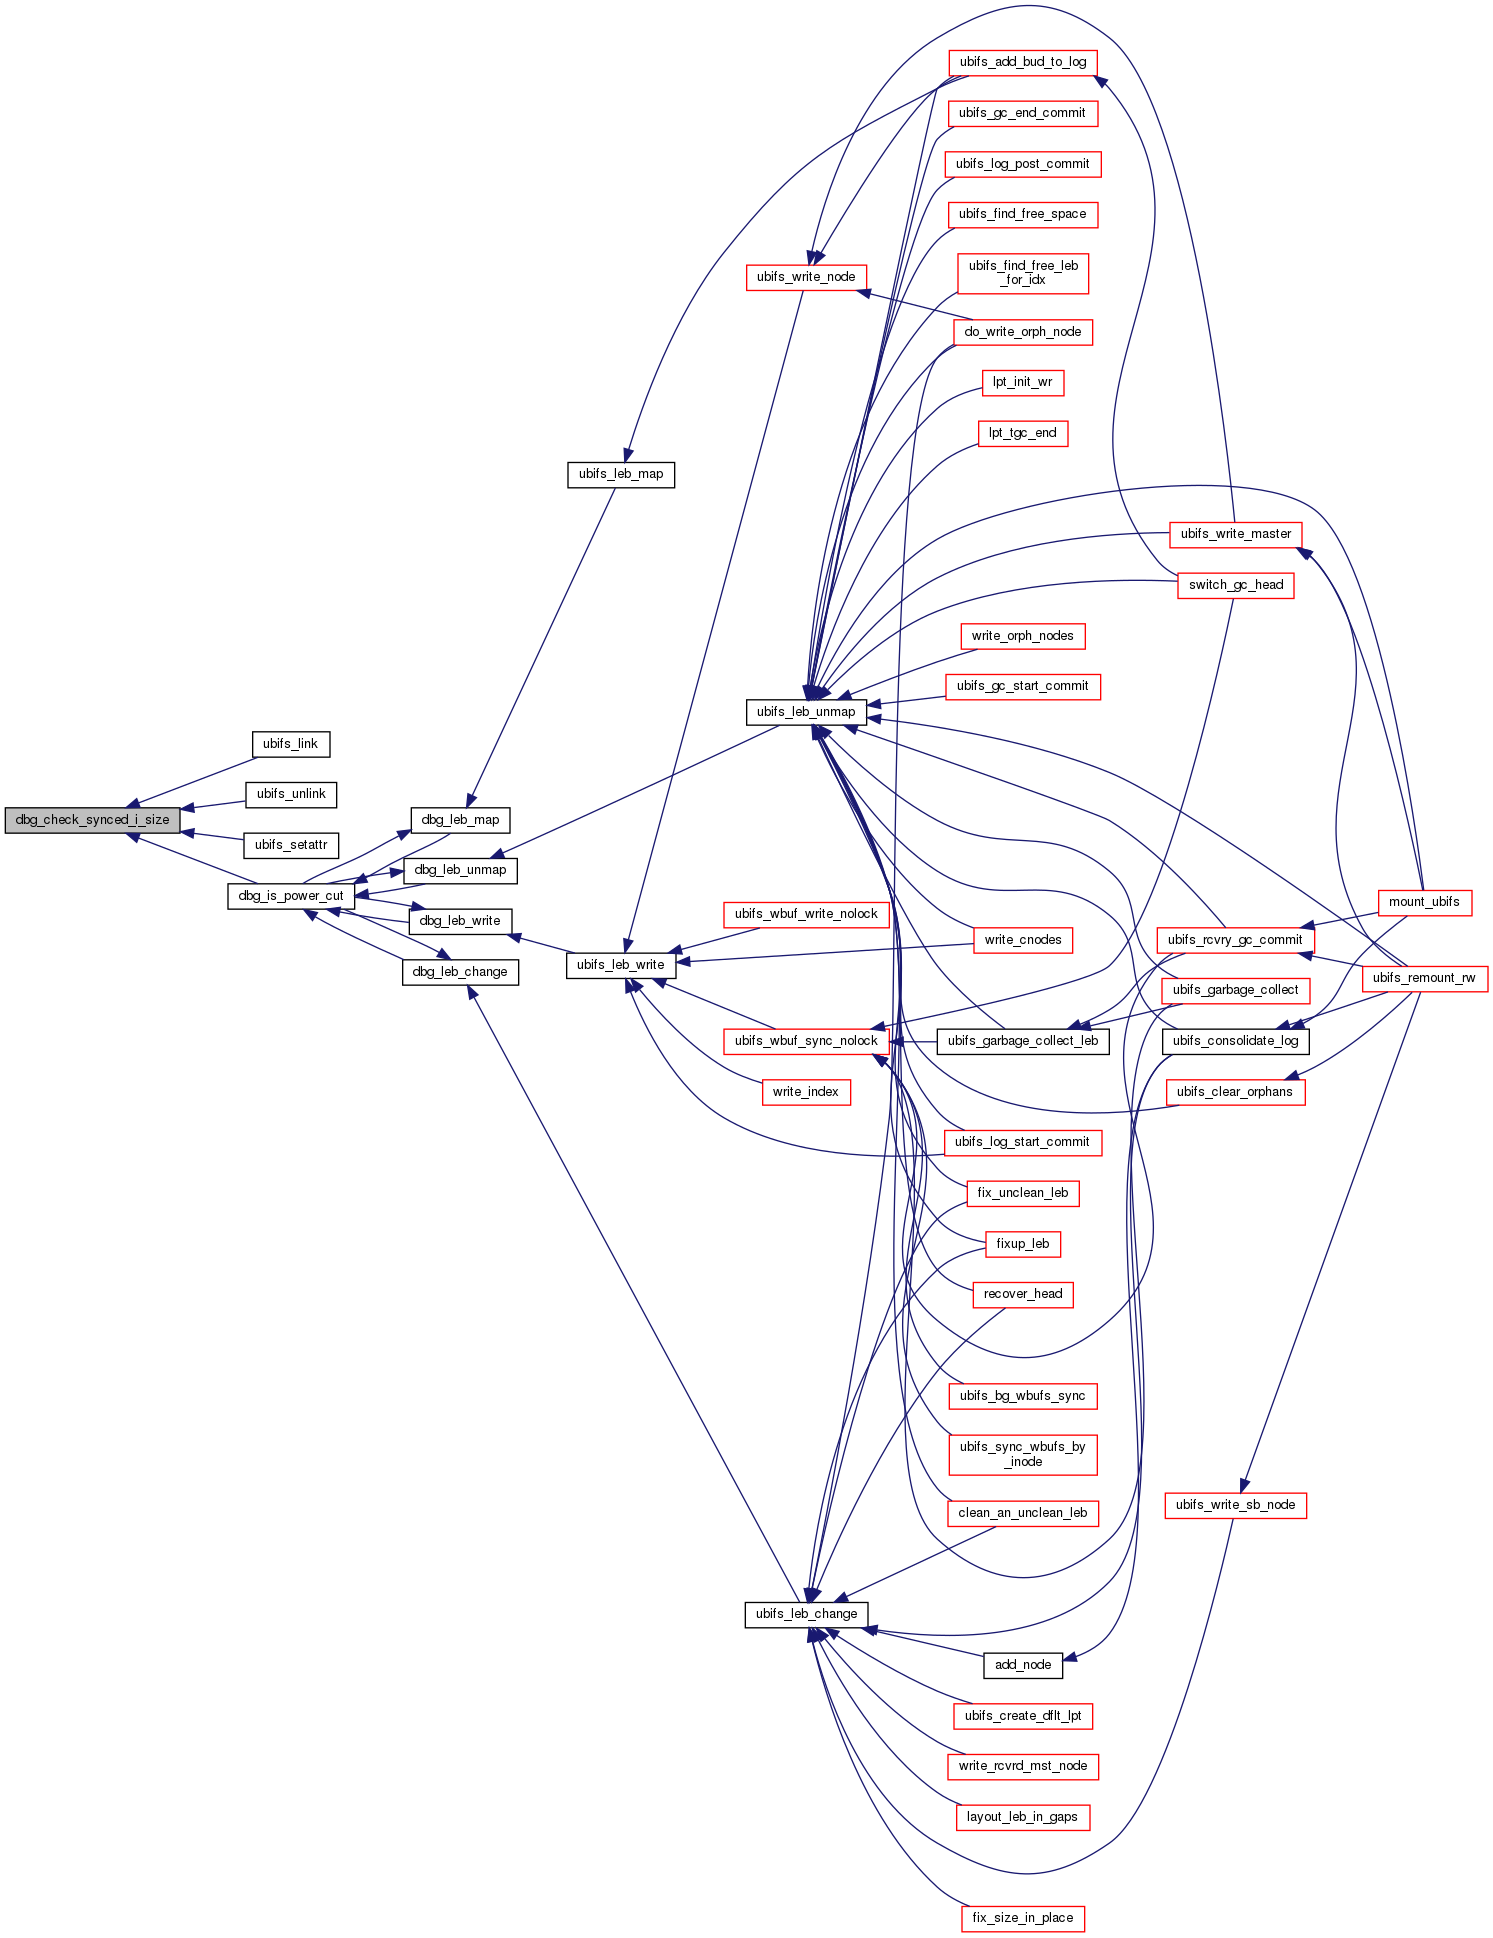 ubifs_add_bud_to_log
ubifs_gc_end_commit
ubifs_log_post_commit
ubifs_find_free_space
ubifs_write_node
ubifs_find_free_leb
_for_idx
do_write_orph_node
lpt_init_wr
lpt_tgc_end
ubifs_leb_map
ubifs_write_master
switch_gc_head
write_orph_nodes
ubifs_gc_start_commit
ubifs_leb_unmap
ubifs_link
ubifs_unlink
dbg_check_synced_i_size
dbg_leb_map
ubifs_setattr
dbg_leb_unmap
dbg_is_power_cut
mount_ubifs
ubifs_wbuf_write_nolock
dbg_leb_write
write_cnodes
ubifs_rcvry_gc_commit
ubifs_leb_write
dbg_leb_change
ubifs_remount_rw
ubifs_garbage_collect
ubifs_wbuf_sync_nolock
ubifs_garbage_collect_leb
ubifs_consolidate_log
write_index
ubifs_clear_orphans
ubifs_log_start_commit
fix_unclean_leb
fixup_leb
recover_head
ubifs_bg_wbufs_sync
ubifs_sync_wbufs_by
_inode
ubifs_write_sb_node
clean_an_unclean_leb
ubifs_leb_change
add_node
ubifs_create_dflt_lpt
write_rcvrd_mst_node
layout_leb_in_gaps
fix_size_in_place